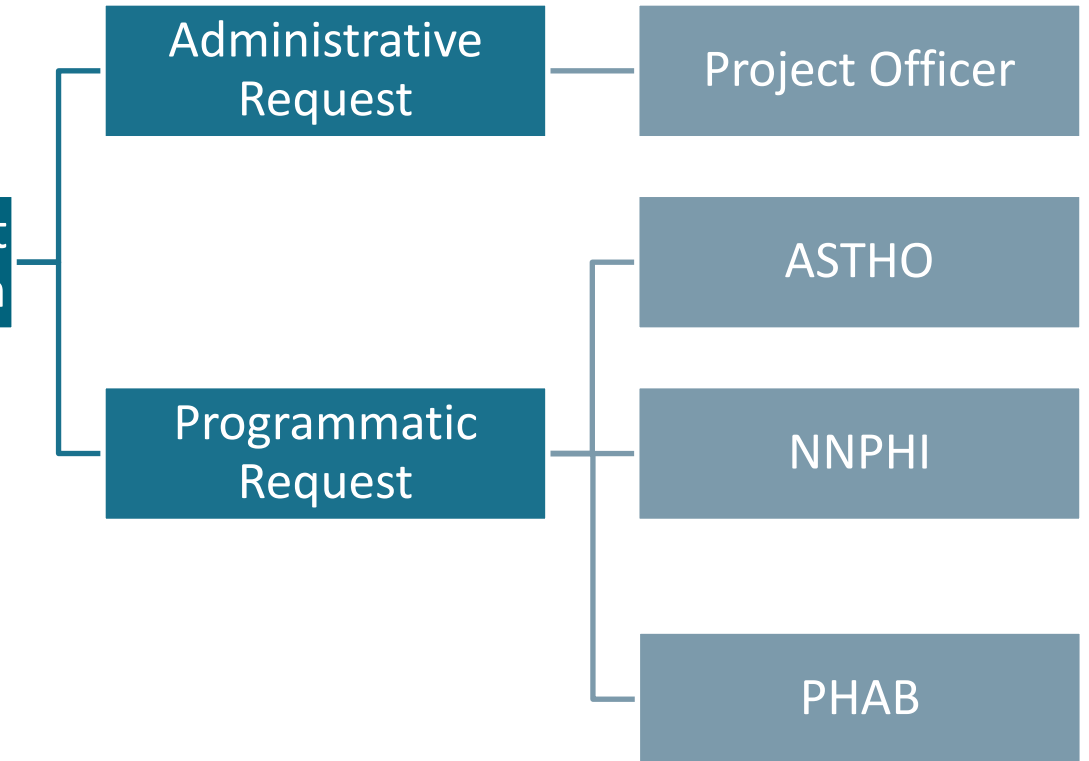 Administrative
Request
Project Officer
ASTHO
Programmatic
Request
NNPHI
PHAB